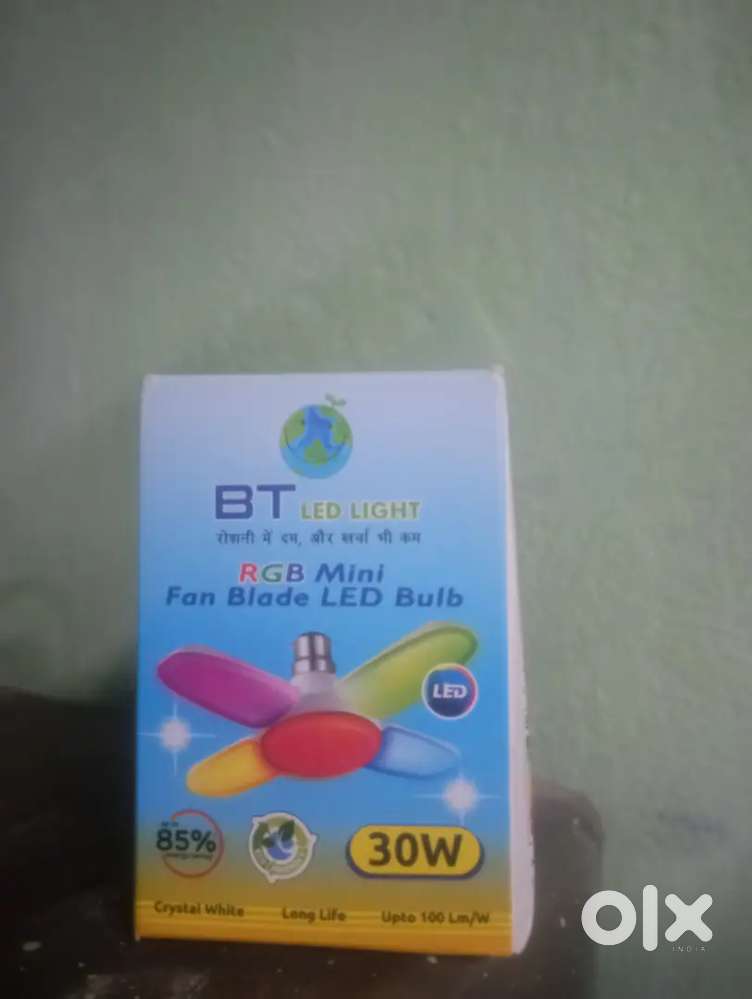 BT LED LIGHT
रोशनी में दम, और खर्चा भी कम
RGB Mini
Fan Blade LED Bulb
LED
85%
30W
Crystal White Long Life Upto 100 Lm/W
olx
INDIA